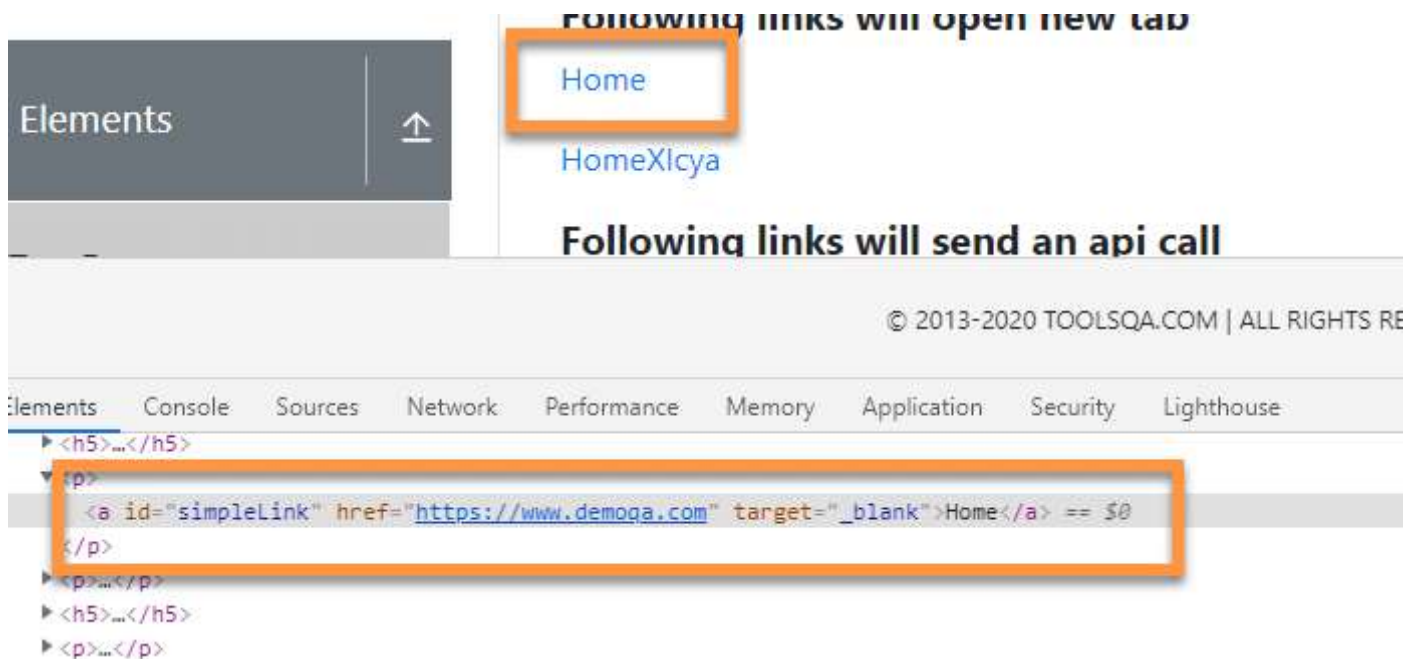 Following links will open new tab
Home
Elements
HomeXlcya
Following links will send an api call
© 2013-2020 TOOLSQA.COM | ALL RIGHTS RE
Elements Console Sources Network Performance Memory Application Security Lighthouse
<h5>…</h5>
<p>
<a id="simpleLink" href="https://www.demoqa.com" target="_blank">Home</a> == $0
</p>
<p>…</p>
<h5>…</h5>
<p>…</p>